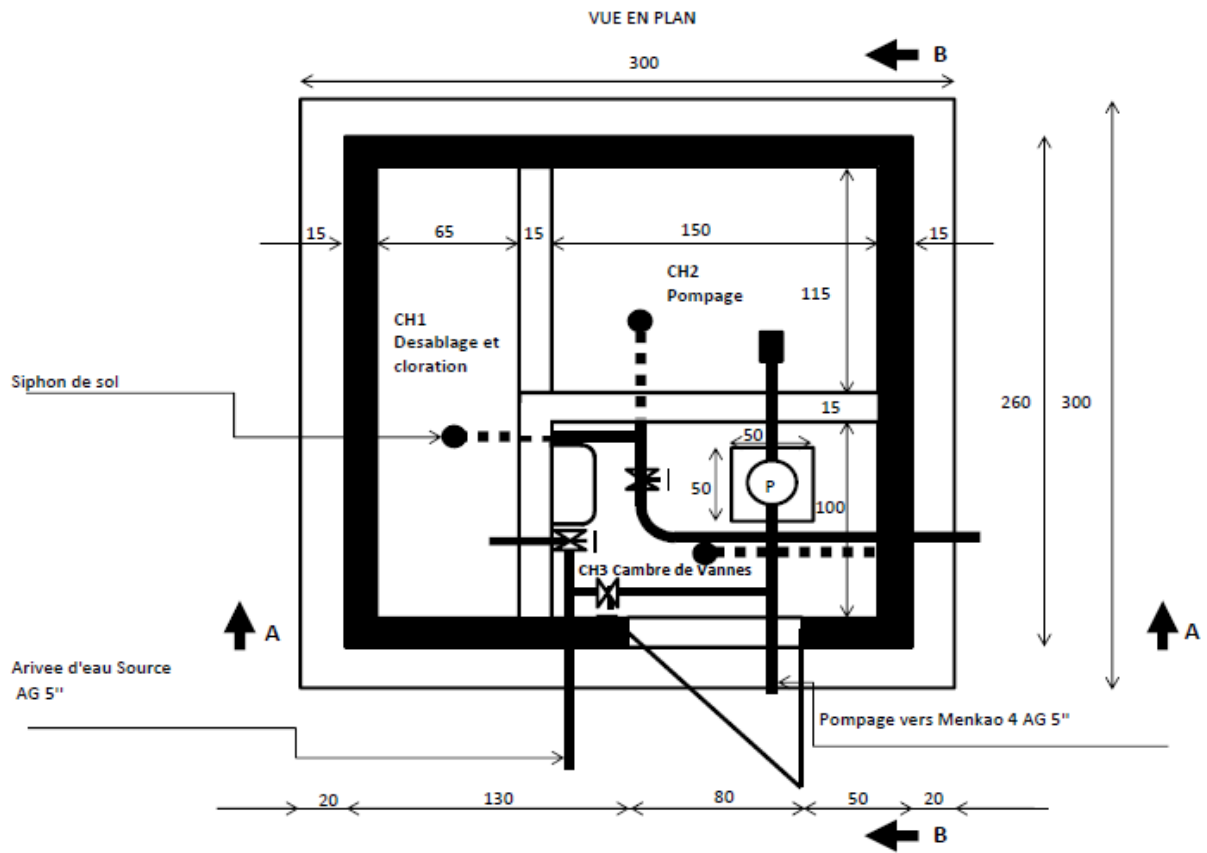 VUE EN PLAN
B
300
15
65
15
150
15
CH2
Pompage
115
CH1
Desablage et
cloration
Siphon de sol
15
260
300
50
50
P
100
CH3 Cambre de Vannes
A
A
Arivee d'eau Source
AG 5"
Pompage vers Menkao 4 AG 5"
20
130
80
50
20
B